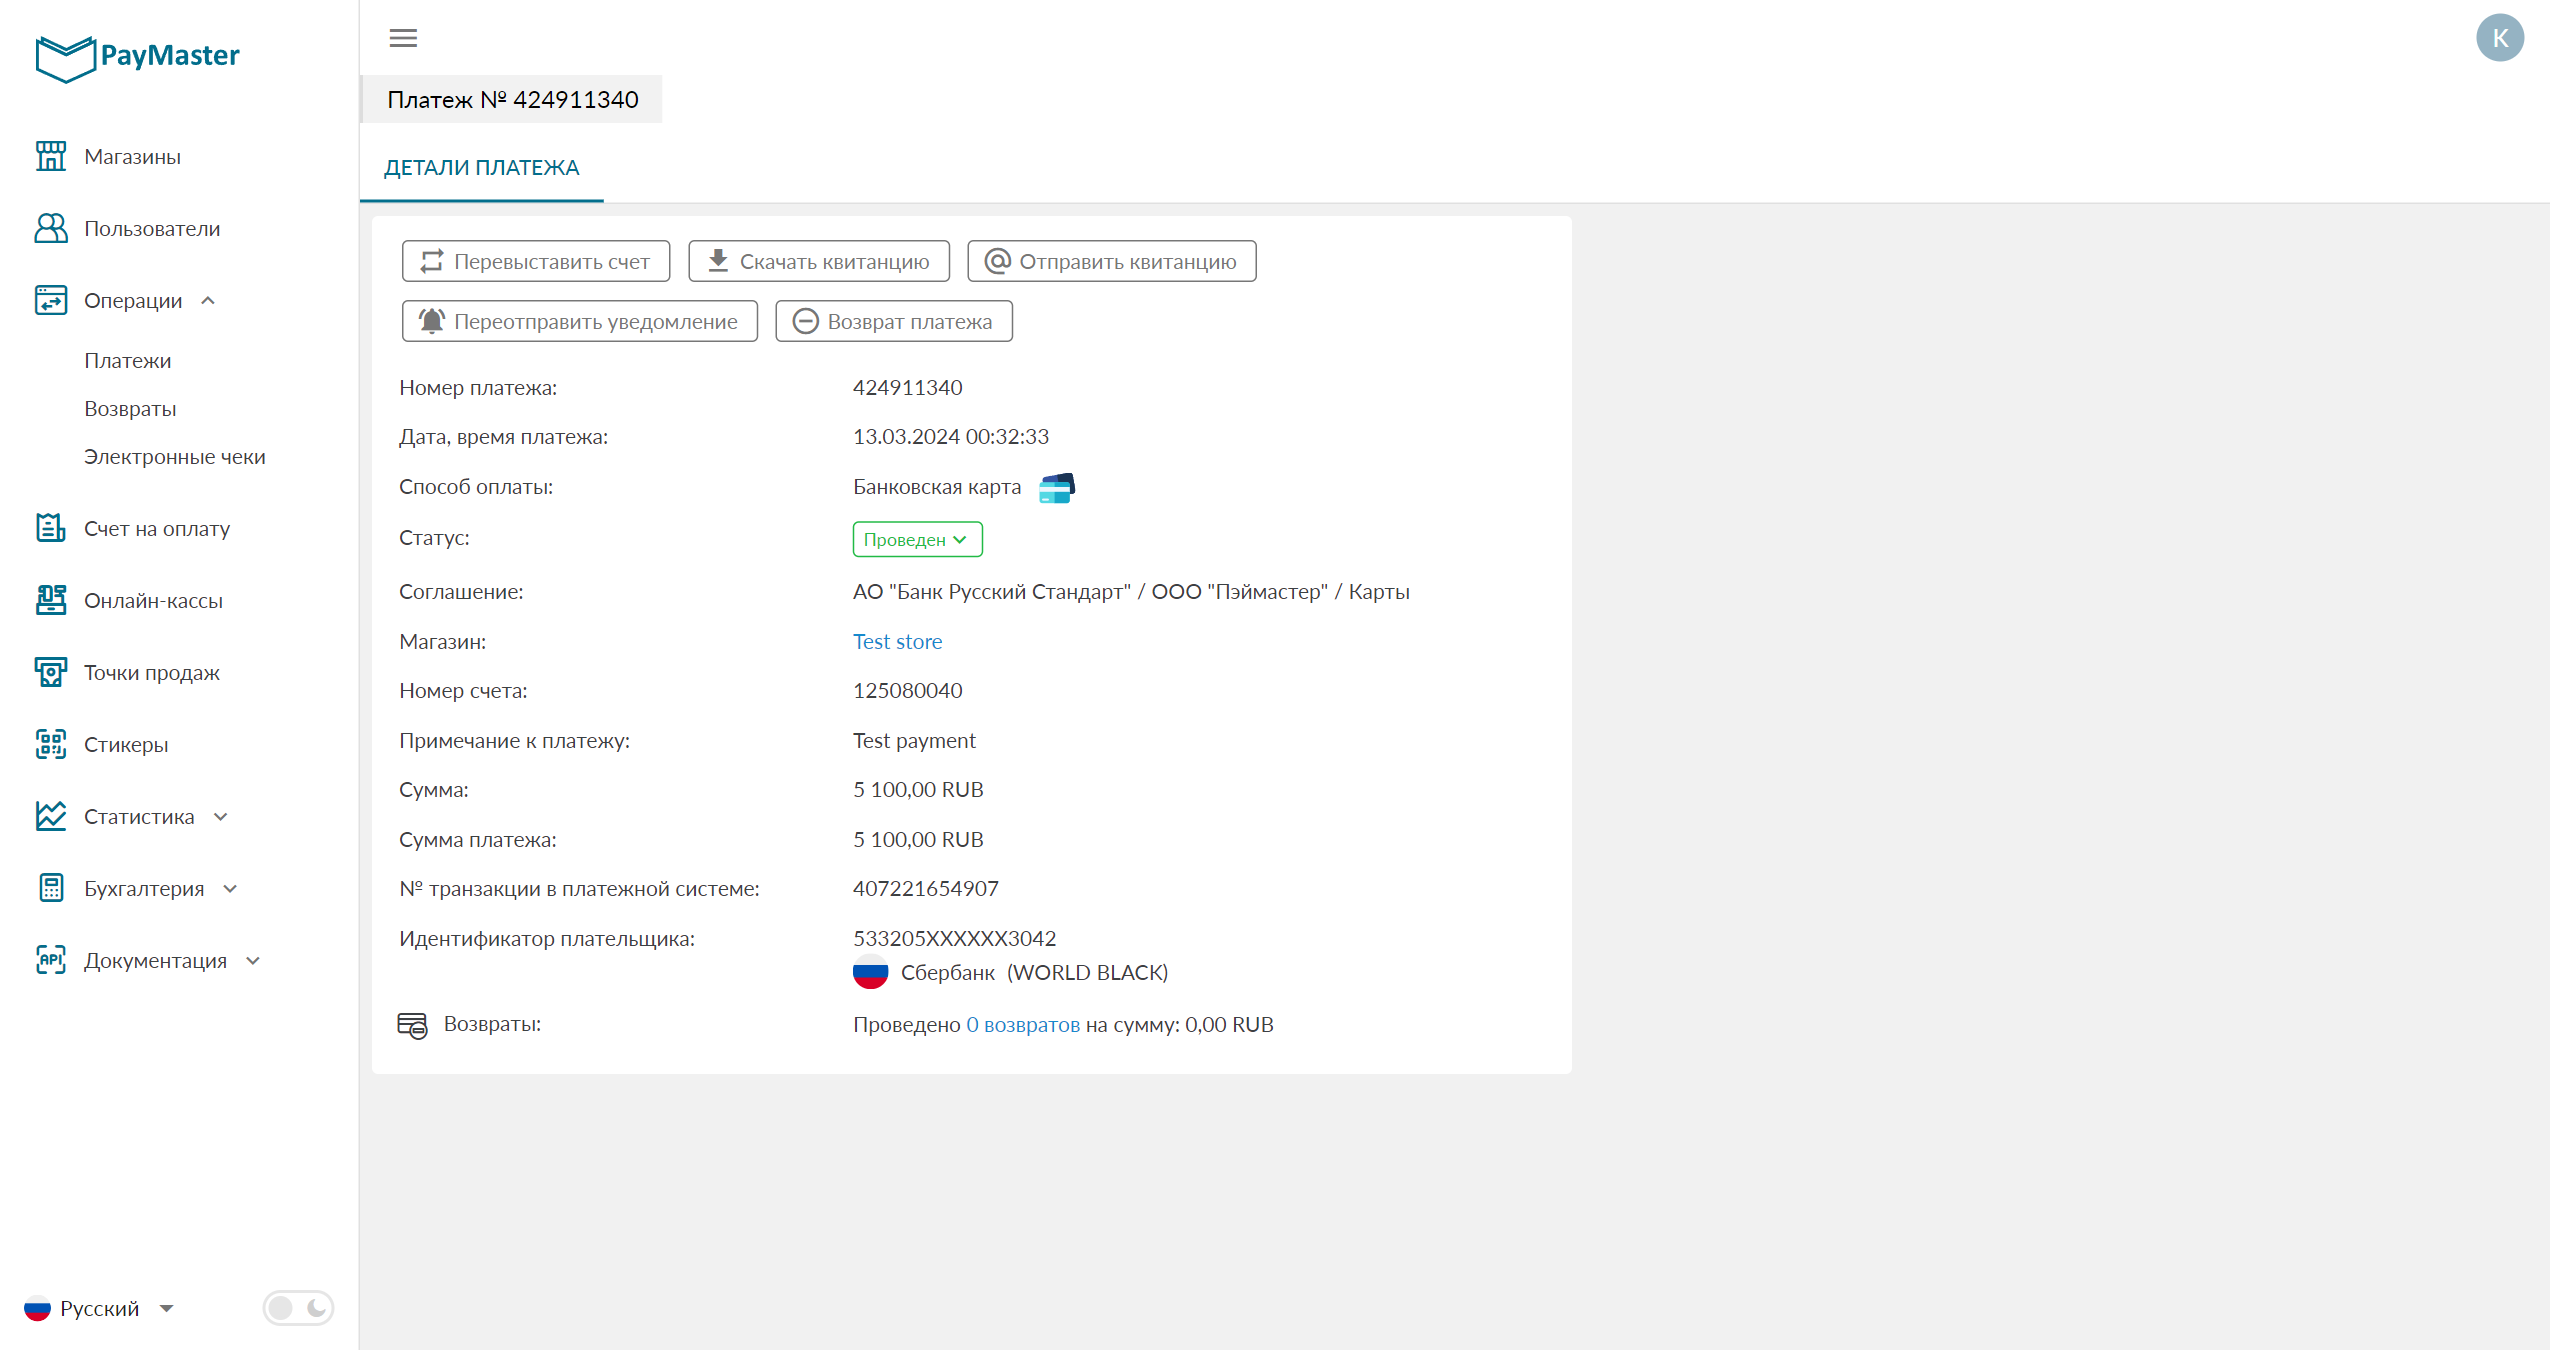 PayMaster
K
Платеж № 424911340
ДЕТАЛИ ПЛАТЕЖА
Магазины
Пользователи
Операции
Платежи
Возвраты
Электронные чеки
Счет на оплату
Онлайн-кассы
Точки продаж
Стикеры
Статистика
Бухгалтерия
API
Документация
Русский
Перевыставить счет
Скачать квитанцию
Отправить квитанцию
Переотправить уведомление
Возврат платежа
Номер платежа: 424911340
Дата, время платежа: 13.03.2024 00:32:33
Способ оплаты: Банковская карта
Статус: Проведен
Соглашение: АО "Банк Русский Стандарт" / ООО "Пэймастер" / Карты
Магазин: Test store
Номер счета: 125080040
Примечание к платежу: Test payment
Сумма: 5 100,00 RUB
Сумма платежа: 5 100,00 RUB
№ транзакции в платежной системе: 407221654907
Идентификатор плательщика: 533205XXXXXX3042
Сбербанк (WORLD BLACK)
Возвраты: Проведено 0 возвратов на сумму: 0,00 RUB